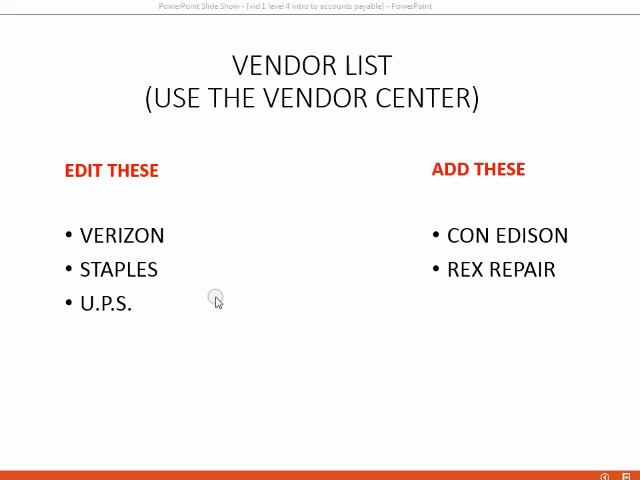 PowerPoint Slide Show - [vid 1 level 4 intro to accounts payable] - PowerPoint
VENDOR LIST
(USE THE VENDOR CENTER)
EDIT THESE
• VERIZON
• STAPLES
• U.P.S.
ADD THESE
• CON EDISON
• REX REPAIR